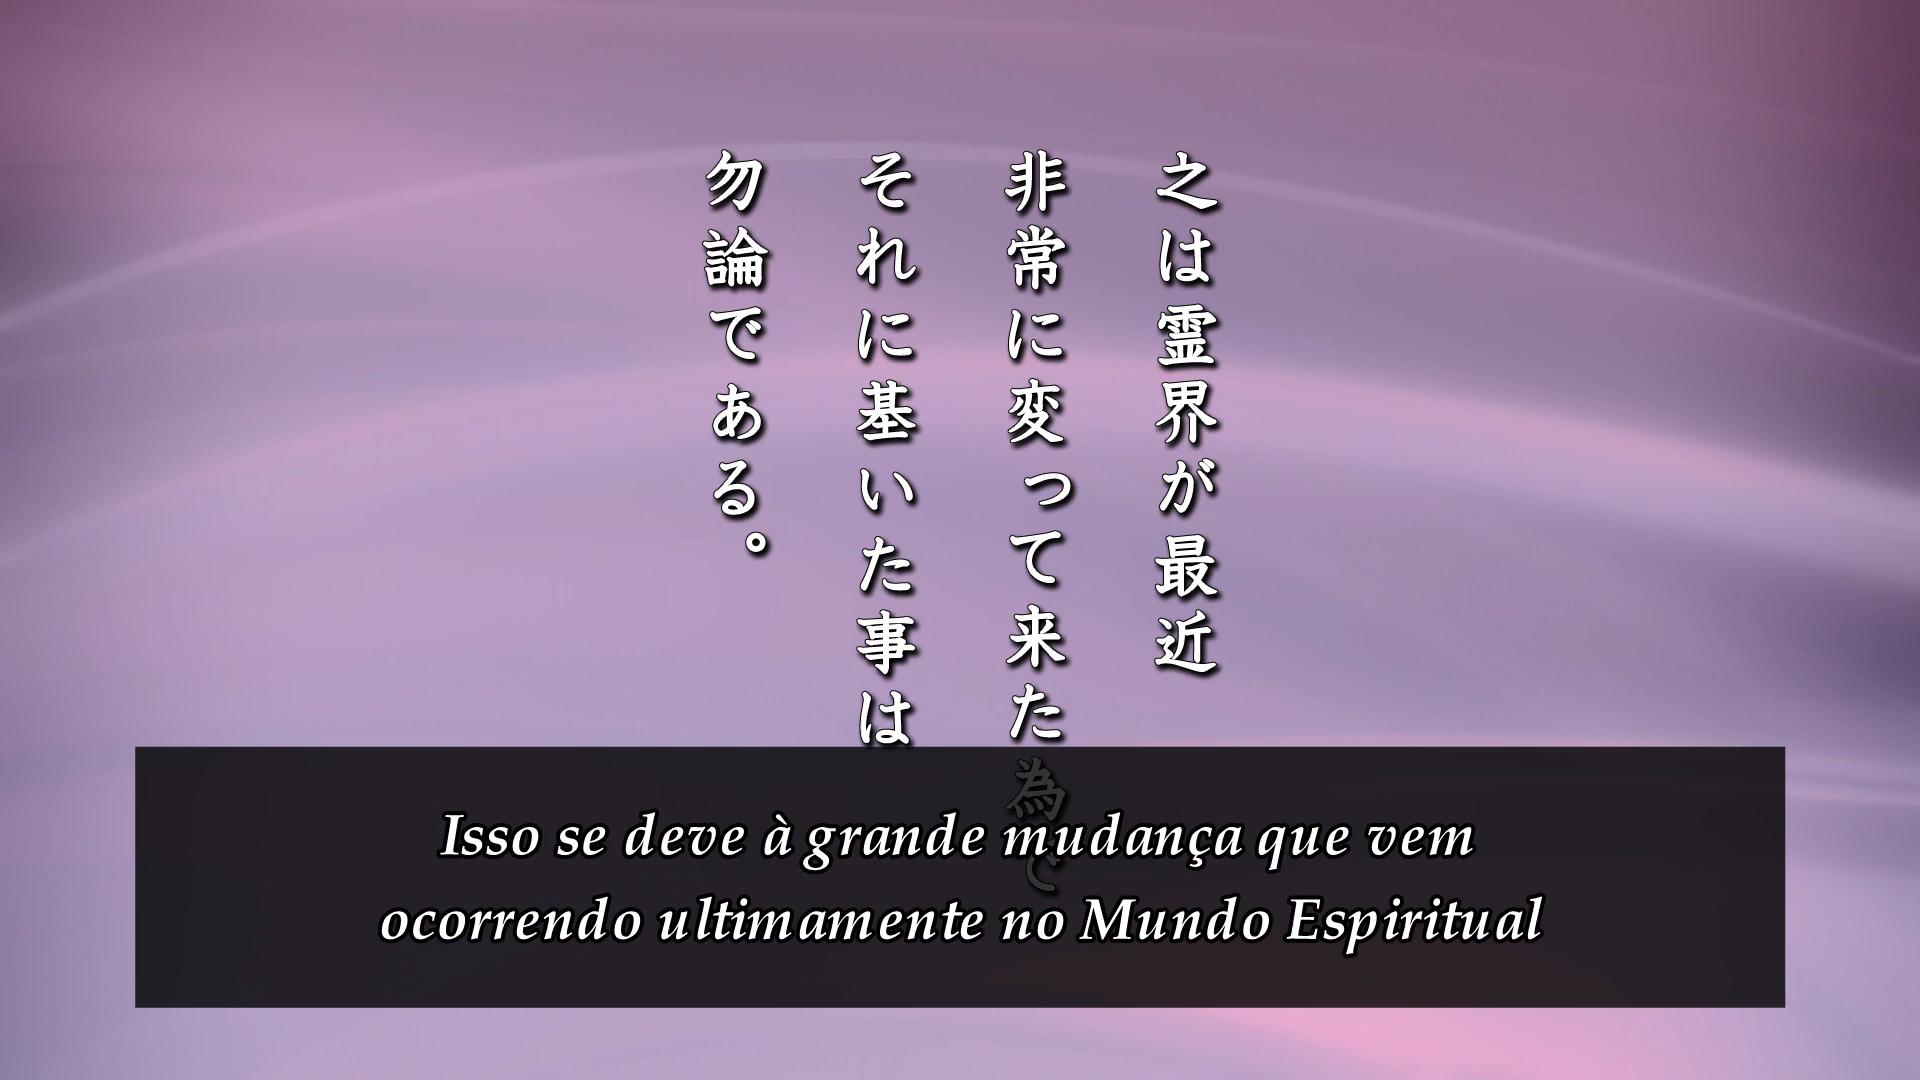 之は霊界が最近
非常に変って来た為で
それに基いた事は
勿論である。
Isso se deve à grande mudança que vem
ocorrendo ultimamente no Mundo Espiritual